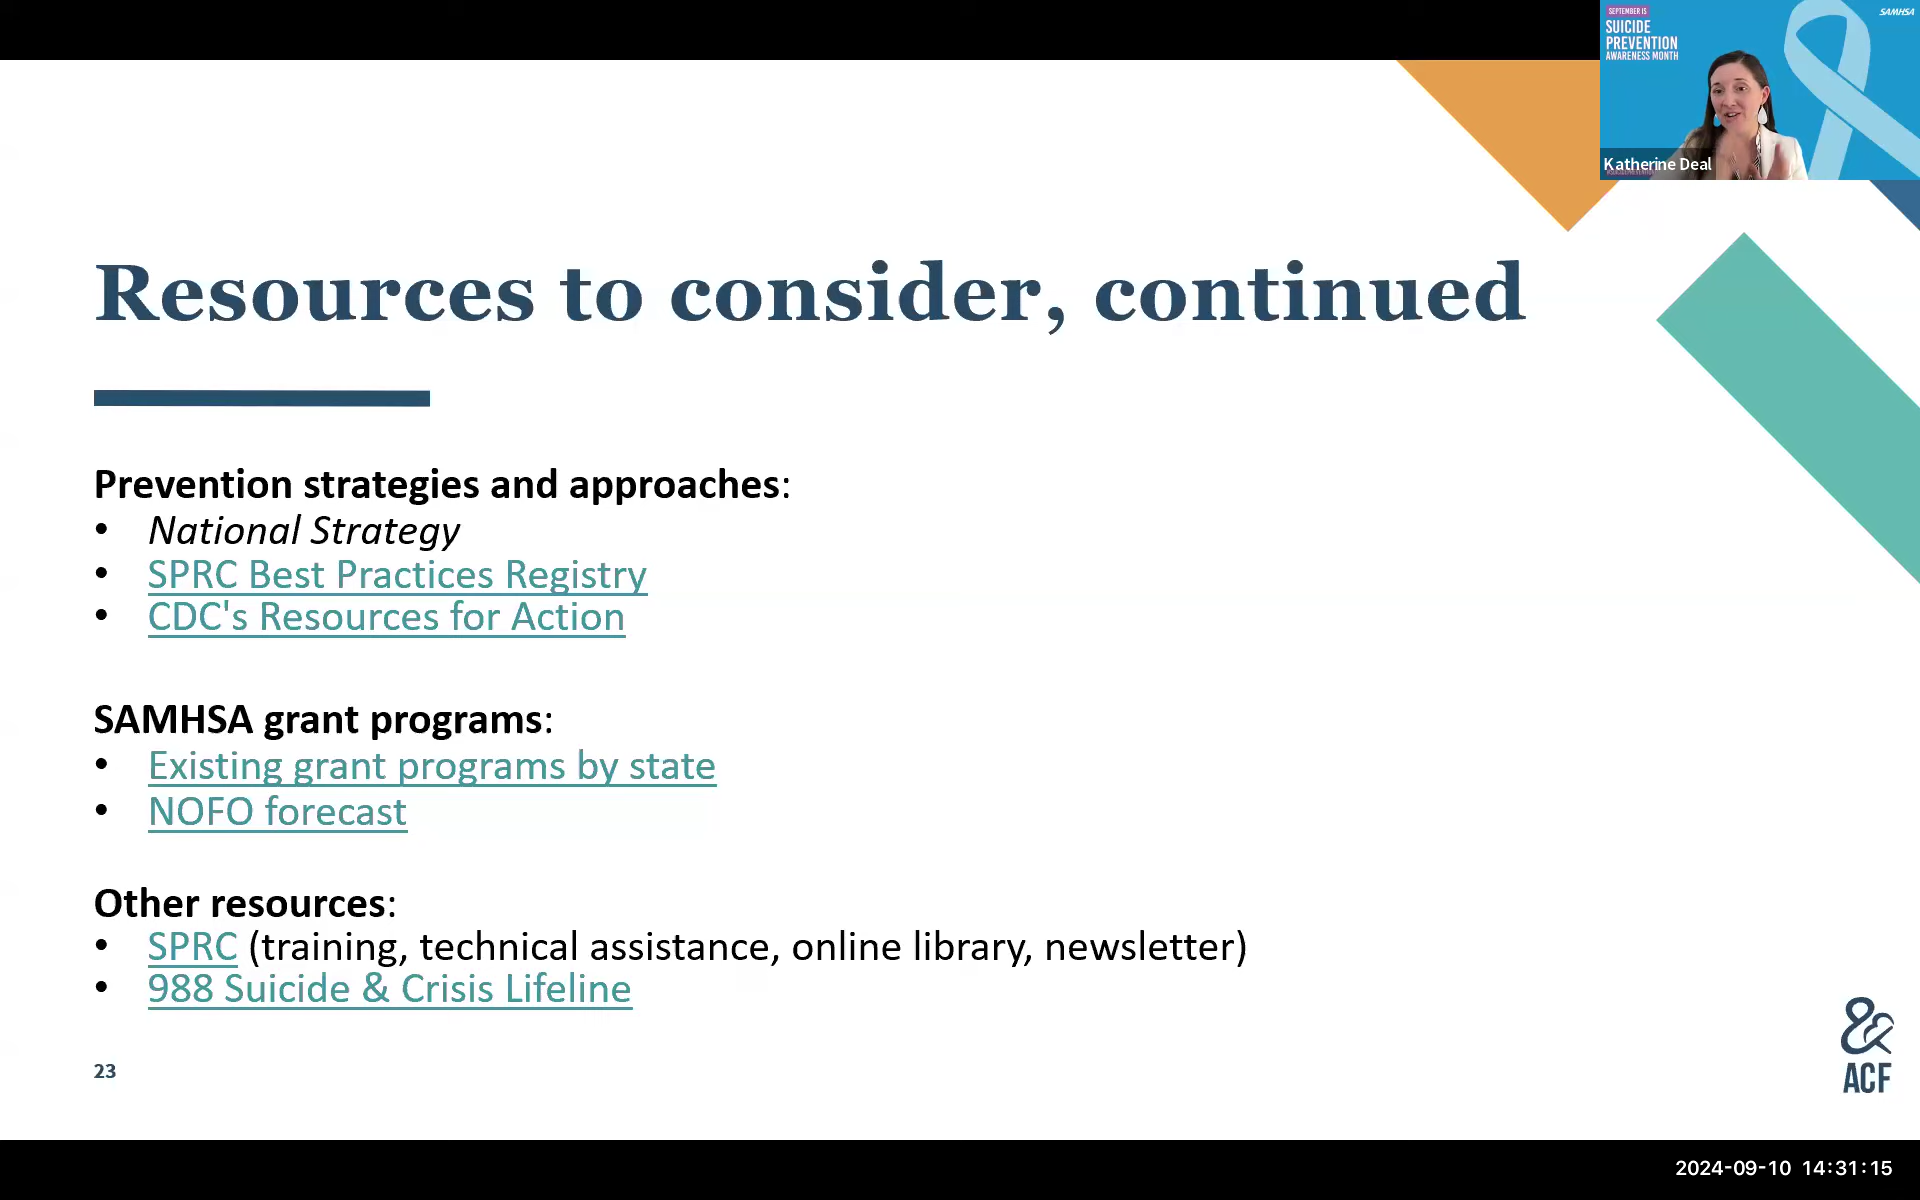 SEPTEMBER IS
SUICIDE
PREVENTION
AWARENESS MONTH
SAMHSA
Katherine Deal
Resources to consider, continued
Prevention strategies and approaches:
• National Strategy
• SPRC Best Practices Registry
• CDC's Resources for Action
SAMHSA grant programs:
• Existing grant programs by state
• NOFO forecast
Other resources:
• SPRC (training, technical assistance, online library, newsletter)
• 988 Suicide & Crisis Lifeline
23
&
ACF
2024-09-10 14:31:15